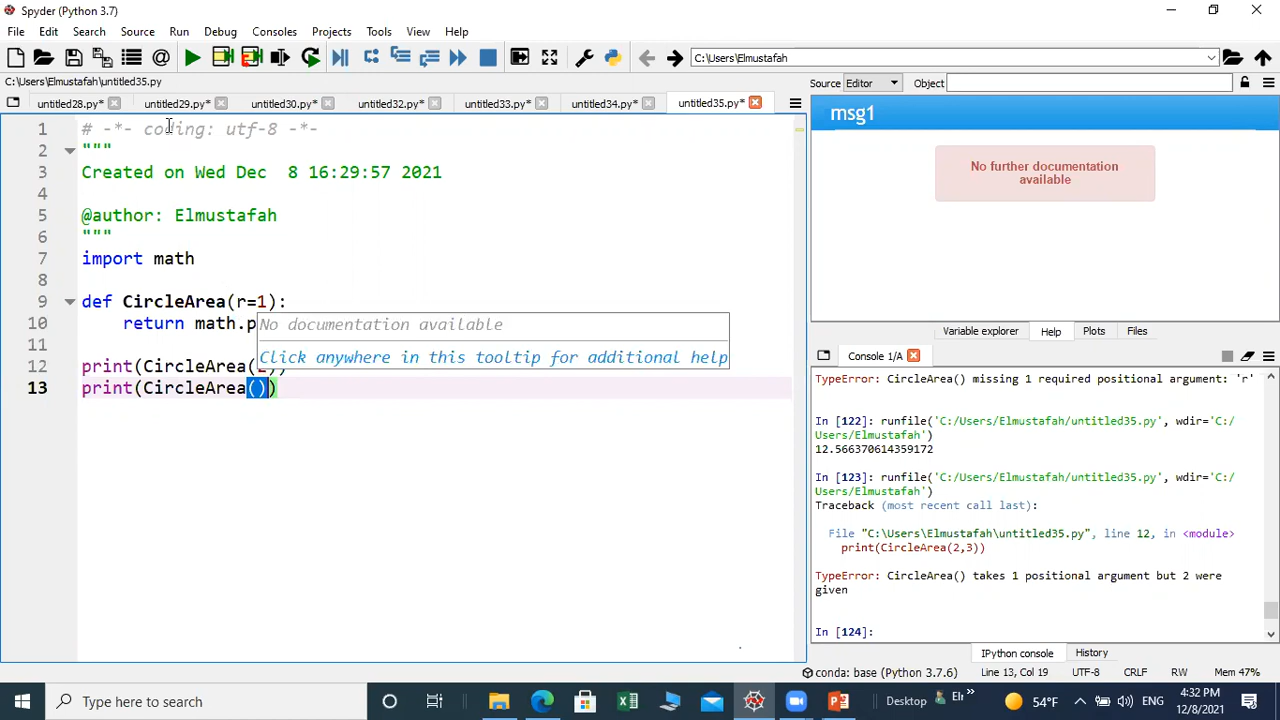 Spyder (Python 3.7)
File Edit Search Source Run Debug Consoles Projects Tools View Help
C:\Users\Elmustafah
C:\Users\Elmustafah\untitled35.py
Source Editor Object
untitled28.py* untitled29.py* untitled30.py* untitled32.py* untitled33.py* untitled34.py* untitled35.py*
msg1
No further documentation
available
1 # -*- coding: utf-8 -*-
2 """
3 Created on Wed Dec  8 16:29:57 2021
4
5 @author: Elmustafah
6 """
7 import math
8
9 def CircleArea(r=1):
10     return math.p
No documentation available
Click anywhere in this tooltip for additional help
11
12 print(CircleArea(2))
13 print(CircleArea())
Variable explorer Help Plots Files
Console 1/A
TypeError: CircleArea() missing 1 required positional argument: 'r'
In [122]: runfile('C:/Users/Elmustafah/untitled35.py', wdir='C:/
Users/Elmustafah')
12.566370614359172
In [123]: runfile('C:/Users/Elmustafah/untitled35.py', wdir='C:/
Users/Elmustafah')
Traceback (most recent call last):
File "C:\Users\Elmustafah\untitled35.py", line 12, in <module>
print(CircleArea(2,3))
TypeError: CircleArea() takes 1 positional argument but 2 were
given
In [124]:
IPython console History
conda: base (Python 3.7.6) Line 13, Col 19 UTF-8 CRLF RW Mem 47%
Type here to search
Desktop
54°F
ENG
4:32 PM
12/8/2021